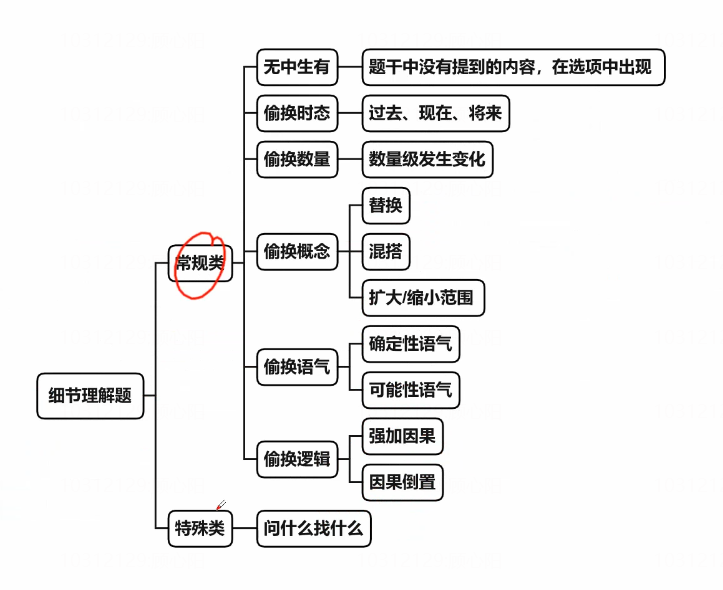 无中生有
题干中没有提到的内容，在选项中出现
偷换时态
过去、现在、将来
偷换数量
数量级发生变化
替换
偷换概念
混搭
扩大/缩小范围
常规类
确定性语气
偷换语气
可能性语气
细节理解题
强加因果
偷换逻辑
因果倒置
特殊类
问什么找什么